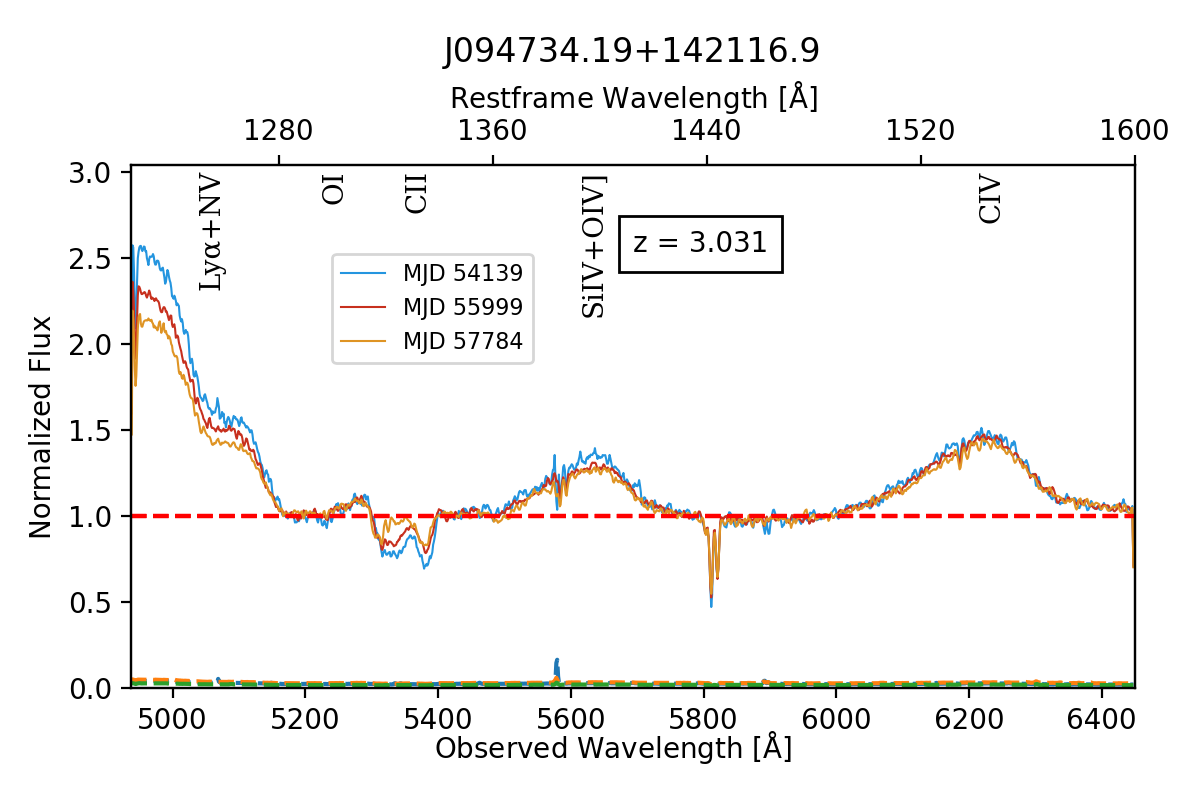 J094734.19+142116.9
Restframe Wavelength [Å]
1280 1360 1440 1520 1600
3.0
2.5
2.0
1.5
1.0
0.5
0.0
Normalized Flux
Lyα+NV
OI
CII
SiIV+OIV]
CIV
z = 3.031
MJD 54139
MJD 55999
MJD 57784
5000 5200 5400 5600 5800 6000 6200 6400
Observed Wavelength [Å]